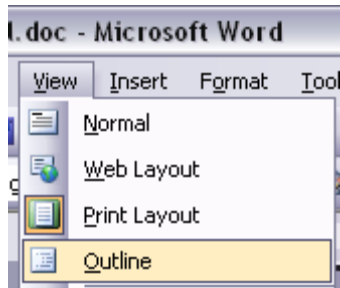 .doc - Microsoft Word
View Insert Format Tool
Normal
Web Layout
Print Layout
Outline